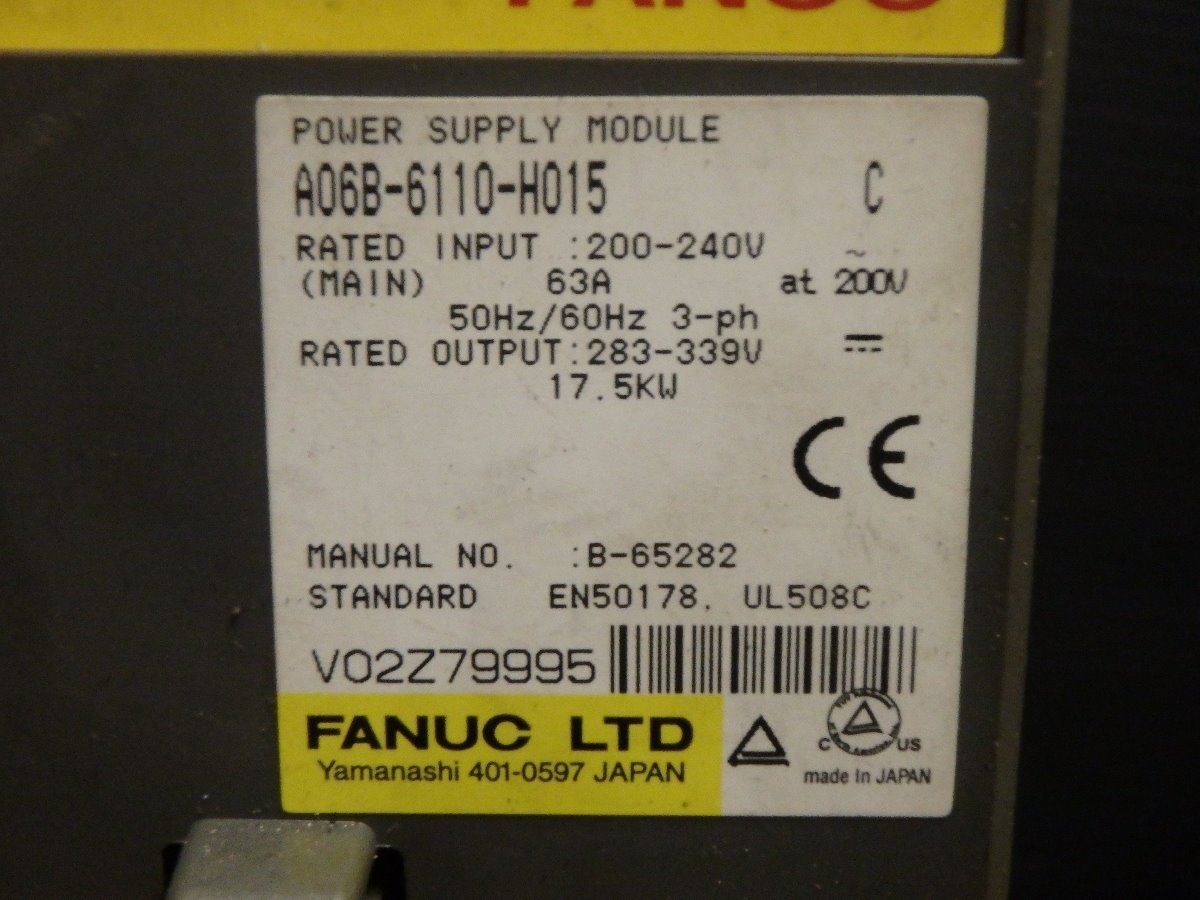 FANUC
POWER SUPPLY MODULE
A06B-6110-H015 C
RATED INPUT :200-240V ~
(MAIN) 63A at 200V
50Hz/60Hz 3-ph
RATED OUTPUT:283-339V ⎓
17.5KW
CE
MANUAL NO. :B-65282
STANDARD EN50178. UL508C
V02Z79995
FANUC LTD
Yamanashi 401-0597 JAPAN
C US
made In JAPAN